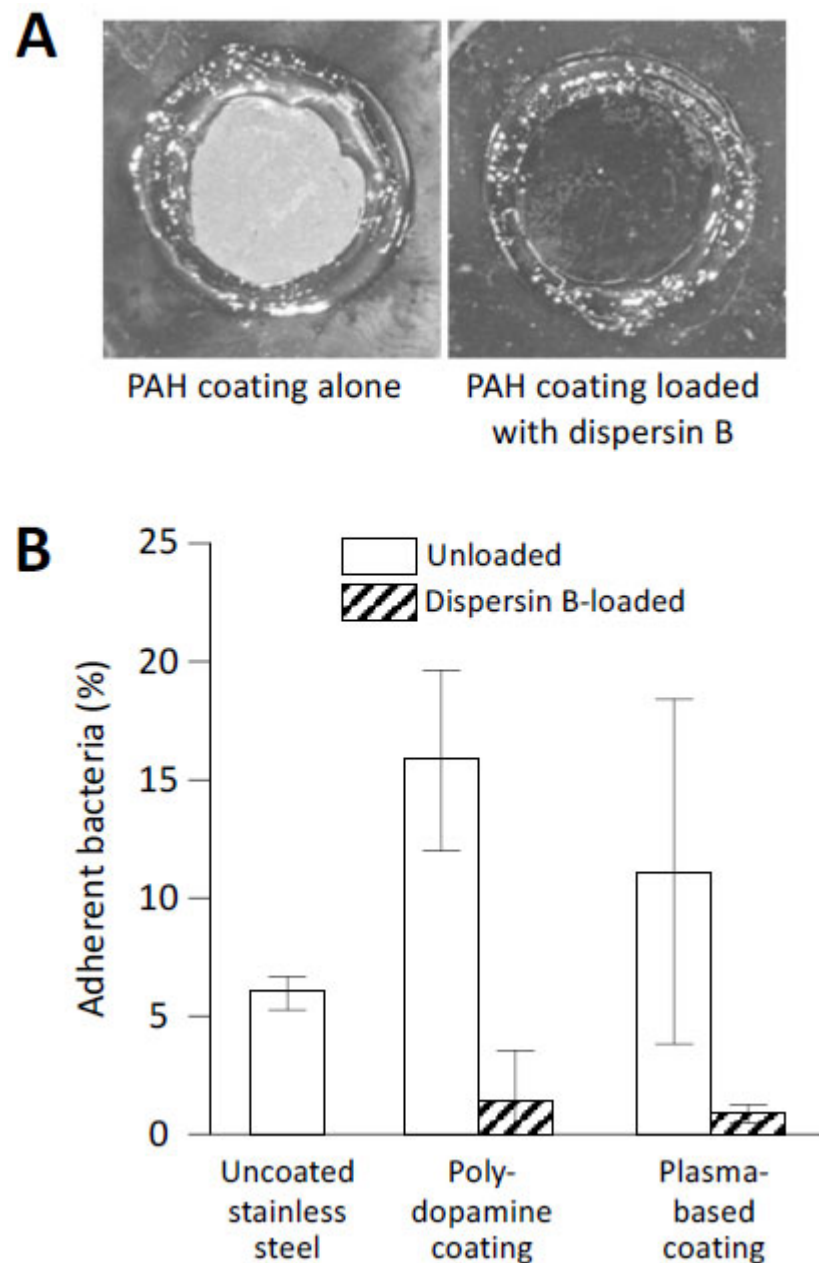 A
PAH coating alone
PAH coating loaded
with dispersin B
B
25
20
15
10
5
0
Adherent bacteria (%)
Unloaded
Dispersin B-loaded
Uncoated
stainless
steel
Poly-
dopamine
coating
Plasma-
based
coating